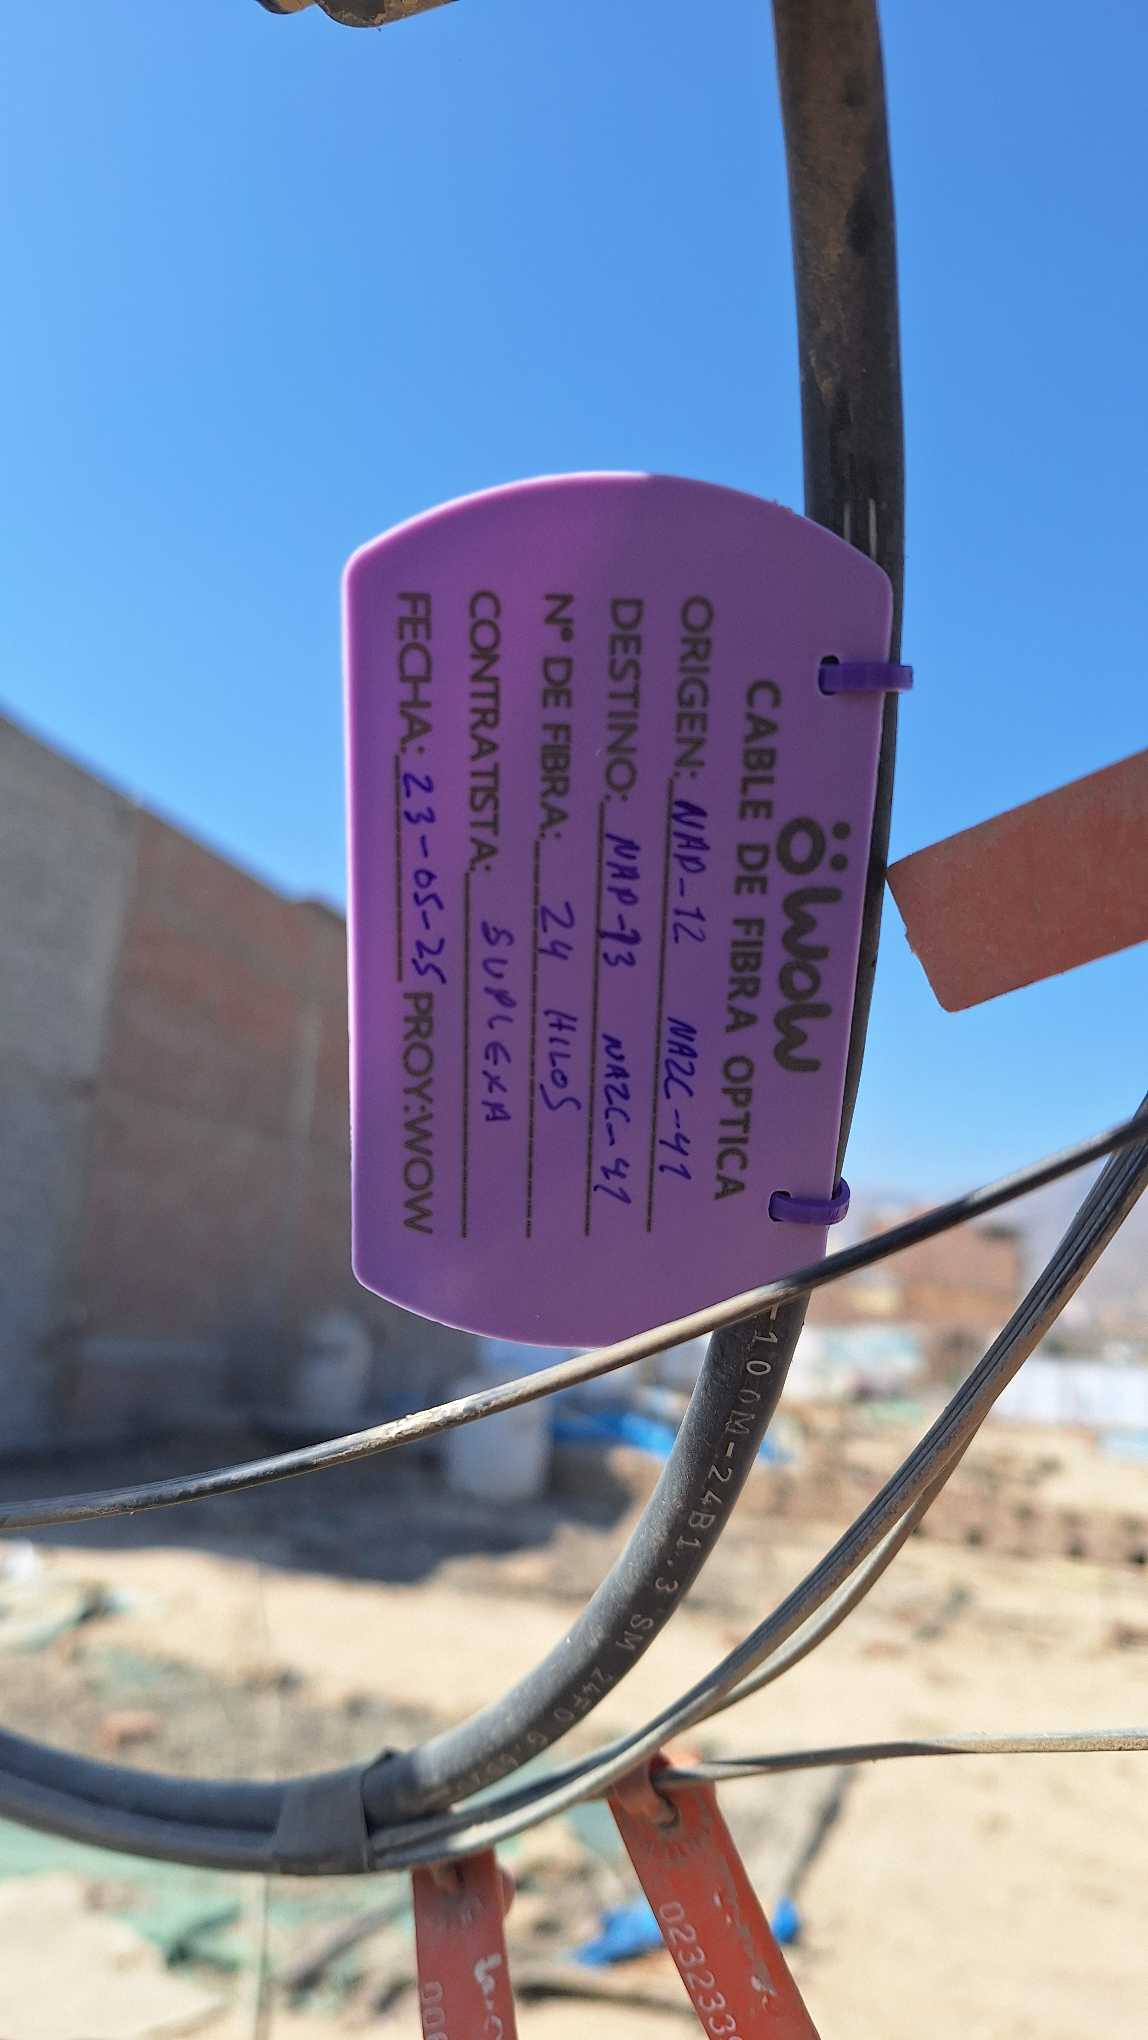 wow
CABLE DE FIBRA OPTICA
ORIGEN: NAP-12 NAZC-41
DESTINO: NAP-13 NAZC-41
N° DE FIBRA: 24 HILOS
CONTRATISTA: SUPLEXA
FECHA: 23-05-25 PROY:WOW
-100M-24B1.3 SM 24FO